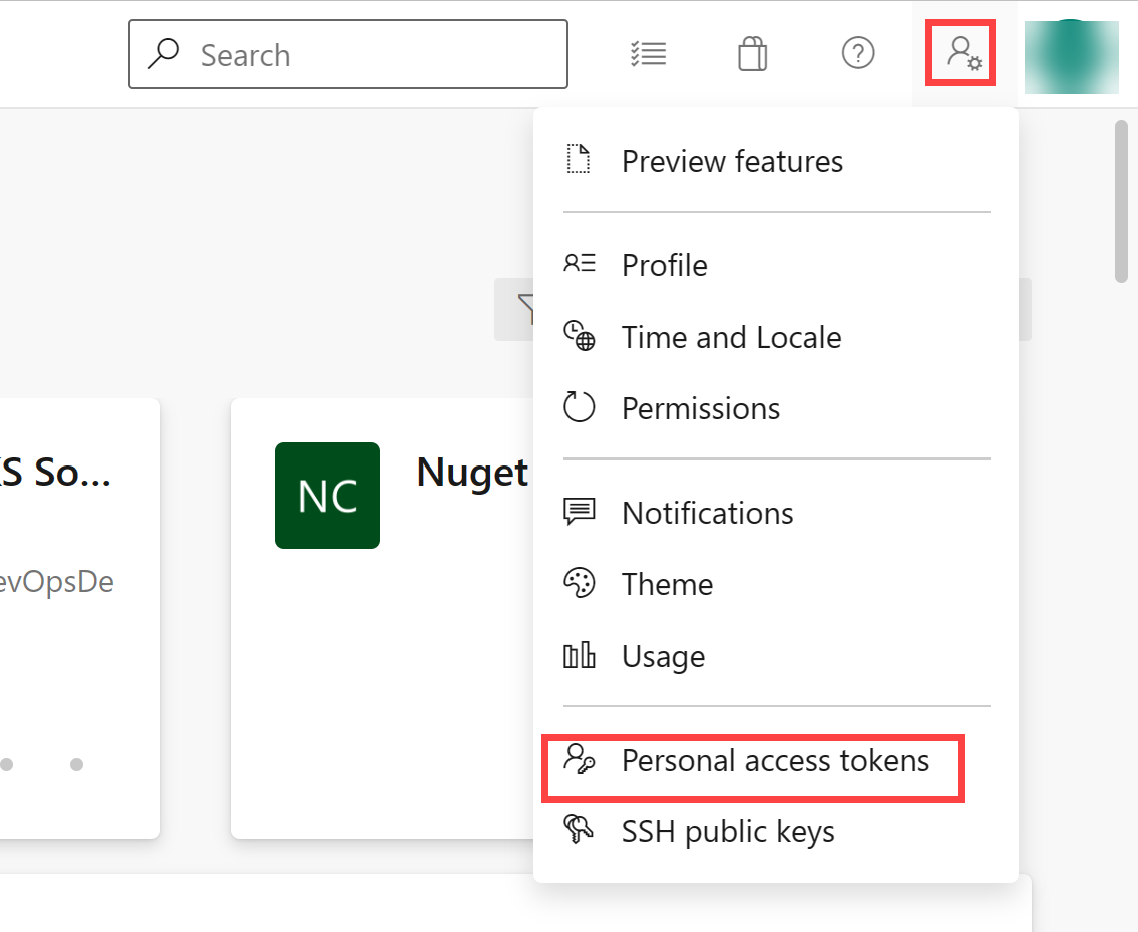 Search
Preview features
Profile
Time and Locale
Permissions
KS So...
NC
Nuget
Notifications
evOpsDe
Theme
Usage
Personal access tokens
SSH public keys